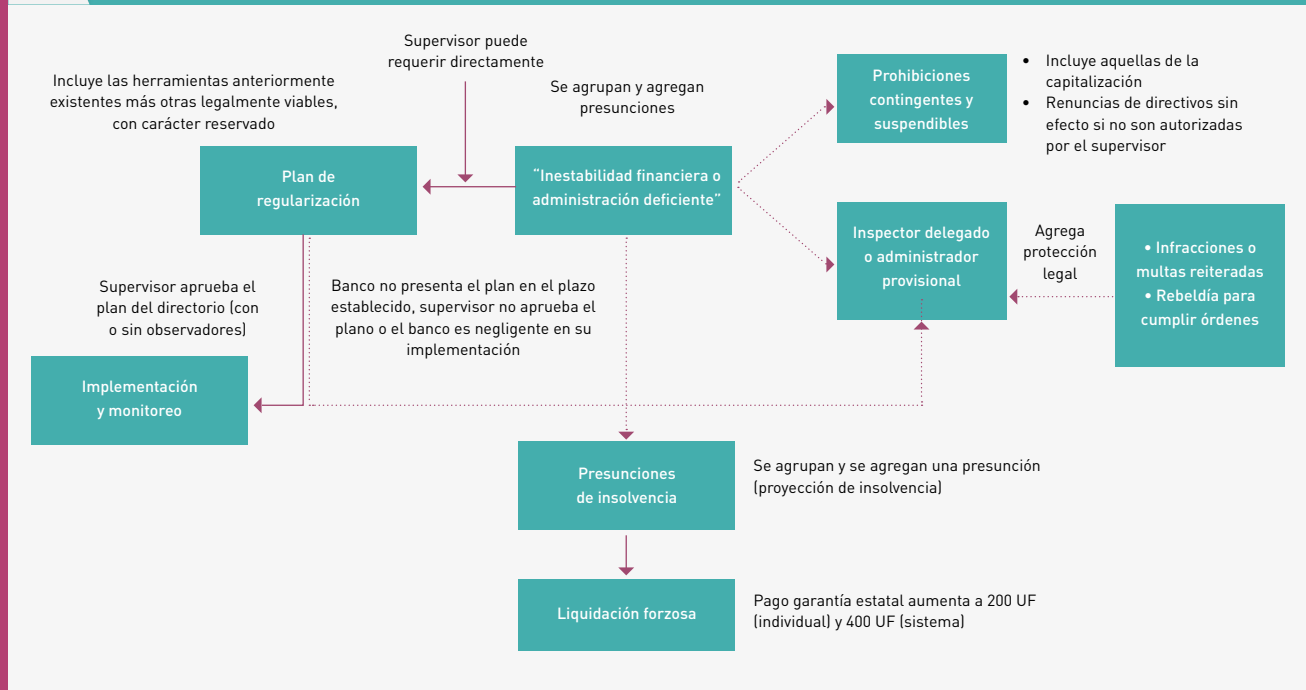 Supervisor puede
requerir directamente
Incluye las herramientas anteriormente
existentes más otras legalmente viables,
con carácter reservado
Se agrupan y agregan
presunciones
Prohibiciones
contingentes y
suspendibles
• Incluye aquellas de la
capitalización
• Renuncias de directivos sin
efecto si no son autorizadas
por el supervisor
Plan de
regularización
“Inestabilidad financiera o
administración deficiente”
Inspector delegado
o administrador
provisional
Agrega
protección
legal
• Infracciones o
multas reiteradas
• Rebeldía para
cumplir órdenes
Supervisor aprueba el
plan del directorio (con
o sin observadores)
Banco no presenta el plan en el plazo
establecido, supervisor no aprueba el
plano o el banco es negligente en su
implementación
Implementación
y monitoreo
Presunciones
de insolvencia
Se agrupan y se agregan una presunción
(proyección de insolvencia)
Liquidación forzosa
Pago garantía estatal aumenta a 200 UF
(individual) y 400 UF (sistema)